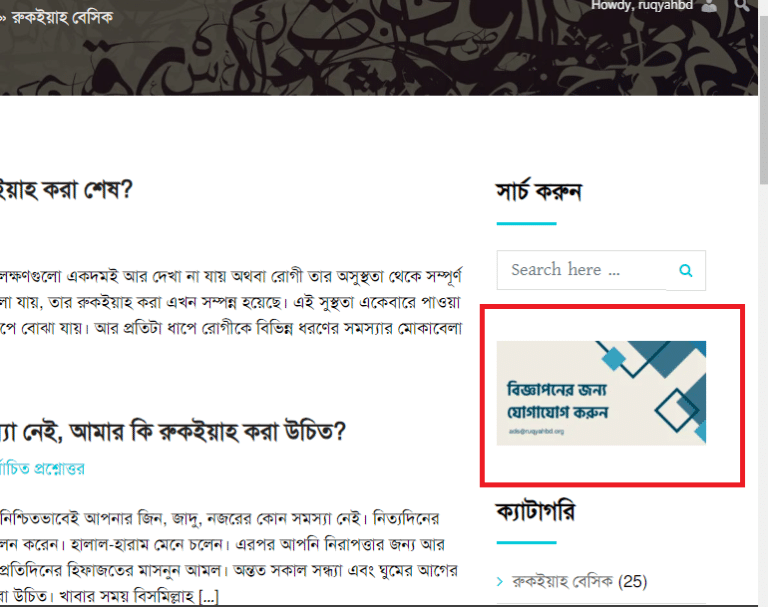 » রুকইয়াহ বেসিক
Howdy, ruqyahbd
ইয়াহ করা শেষ?
লক্ষণগুলো একদমই আর দেখা না যায় অথবা রোগী তার অসুস্থতা থেকে সম্পূর্ণ
লা যায়, তার রুকইয়াহ করা এখন সম্পন্ন হয়েছে। এই সুস্থতা একেবারে পাওয়া
পে বোঝা যায়। আর প্রতিটা ধাপে রোগীকে বিভিন্ন ধরণের সমস্যার মোকাবেলা
্যা নেই, আমার কি রুকইয়াহ করা উচিত?
র্বাচিত প্রশ্নোত্তর
নিশ্চিতভাবেই আপনার জিন, জাদু, নজরের কোন সমস্যা নেই। নিত্যদিনের
লন করেন। হালাল-হারাম মেনে চলেন। এরপর আপনি নিরাপত্তার জন্য আর
প্রতিদিনের হিফাজতের মাসনুন আমল। অন্তত সকাল সন্ধ্যা এবং ঘুমের আগের
রা উচিত। খাবার সময় বিসমিল্লাহ [...]
সার্চ করুন
Search here ...
বিজ্ঞাপনের জন্য
যোগাযোগ করুন
ads@ruqyahbd.org
ক্যাটাগরি
› রুকইয়াহ বেসিক (25)